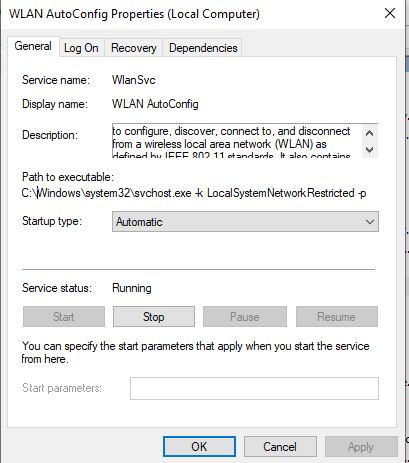 WLAN AutoConfig Properties (Local Computer)
General Log On Recovery Dependencies
Service name: WlanSvc
Display name: WLAN AutoConfig
Description: to configure, discover, connect to, and disconnect
from a wireless local area network (WLAN) as
defined by IEEE 802.11 standards. It also contains
Path to executable:
C:\Windows\system32\svchost.exe -k LocalSystemNetworkRestricted -p
Startup type: Automatic
Service status: Running
Start Stop Pause Resume
You can specify the start parameters that apply when you start the service
from here.
Start parameters:
OK Cancel Apply